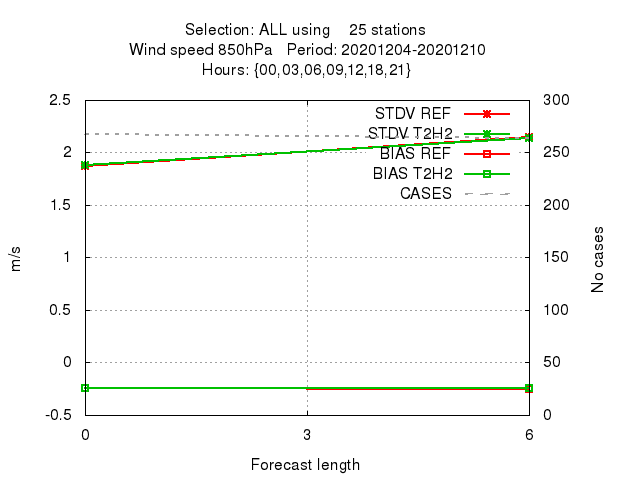 Selection: ALL using    25 stations
Wind speed 850hPa   Period: 20201204-20201210
Hours: {00,03,06,09,12,18,21}
2.5
2
1.5
1
0.5
0
-0.5
300
250
200
150
100
50
0
STDV REF
STDV T2H2
BIAS REF
BIAS T2H2
CASES
m/s
No cases
0
3
6
Forecast length